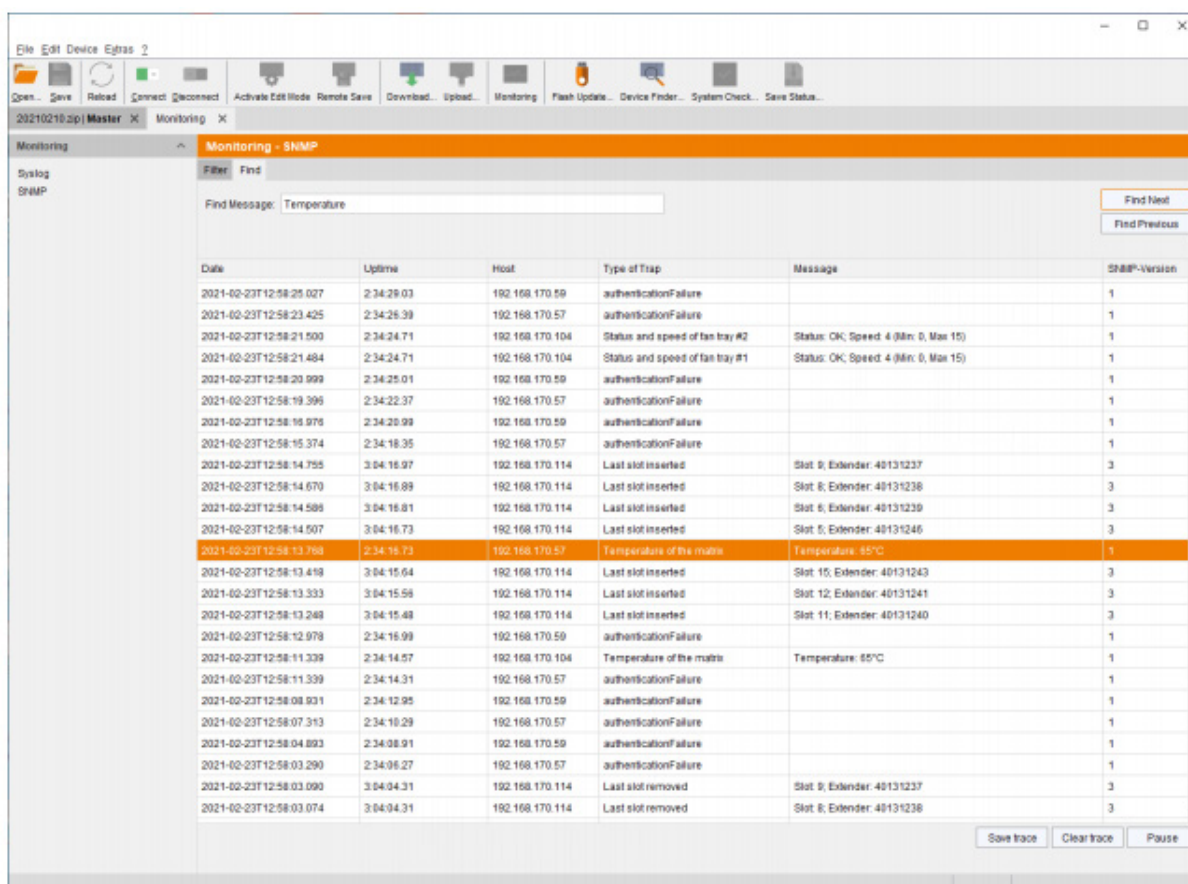 File Edit Device Extras ?
Open... Save Reload Connect Disconnect Activate Edit Mode Remote Save Download... Upload... Monitoring Flash Update... Device Finder... System Check... Save Status...
20210210.zip | Master X Monitoring X
Monitoring
Syslog
SNMP
Monitoring - SNMP
Filter Find
Find Message: Temperature
Find Next
Find Previous
Date Uptime Host Type of Trap Message SNMP-Version
2021-02-23T12:58:25.027 2:34:29.03 192.168.170.59 authenticationFailure 1
2021-02-23T12:58:23.425 2:34:26.39 192.168.170.57 authenticationFailure 1
2021-02-23T12:58:21.500 2:34:24.71 192.168.170.104 Status and speed of fan tray #2 Status: OK; Speed: 4 (Min: 0, Max 15) 1
2021-02-23T12:58:21.484 2:34:24.71 192.168.170.104 Status and speed of fan tray #1 Status: OK; Speed: 4 (Min: 0, Max 15) 1
2021-02-23T12:58:20.999 2:34:25.01 192.168.170.59 authenticationFailure 1
2021-02-23T12:58:19.396 2:34:22.37 192.168.170.57 authenticationFailure 1
2021-02-23T12:58:16.976 2:34:20.99 192.168.170.59 authenticationFailure 1
2021-02-23T12:58:15.374 2:34:18.35 192.168.170.57 authenticationFailure 1
2021-02-23T12:58:14.755 3:04:16.97 192.168.170.114 Last slot inserted Slot: 9; Extender: 40131237 3
2021-02-23T12:58:14.670 3:04:16.89 192.168.170.114 Last slot inserted Slot: 8; Extender: 40131238 3
2021-02-23T12:58:14.586 3:04:16.81 192.168.170.114 Last slot inserted Slot: 6; Extender: 40131239 3
2021-02-23T12:58:14.507 3:04:16.73 192.168.170.114 Last slot inserted Slot: 5; Extender: 40131246 3
2021-02-23T12:58:13.768 2:34:16.73 192.168.170.57 Temperature of the matrix Temperature: 65°C 1
2021-02-23T12:58:13.418 3:04:15.64 192.168.170.114 Last slot inserted Slot: 15; Extender: 40131243 3
2021-02-23T12:58:13.333 3:04:15.56 192.168.170.114 Last slot inserted Slot: 12; Extender: 40131241 3
2021-02-23T12:58:13.248 3:04:15.48 192.168.170.114 Last slot inserted Slot: 11; Extender: 40131240 3
2021-02-23T12:58:12.978 2:34:16.99 192.168.170.59 authenticationFailure 1
2021-02-23T12:58:11.339 2:34:14.57 192.168.170.104 Temperature of the matrix Temperature: 65°C 1
2021-02-23T12:58:11.339 2:34:14.31 192.168.170.57 authenticationFailure 1
2021-02-23T12:58:08.931 2:34:12.95 192.168.170.59 authenticationFailure 1
2021-02-23T12:58:07.313 2:34:10.29 192.168.170.57 authenticationFailure 1
2021-02-23T12:58:04.893 2:34:08.91 192.168.170.59 authenticationFailure 1
2021-02-23T12:58:03.290 2:34:06.27 192.168.170.57 authenticationFailure 1
2021-02-23T12:58:03.090 3:04:04.31 192.168.170.114 Last slot removed Slot: 9; Extender: 40131237 3
2021-02-23T12:58:03.074 3:04:04.31 192.168.170.114 Last slot removed Slot: 8; Extender: 40131238 3
Save trace Clear trace Pause